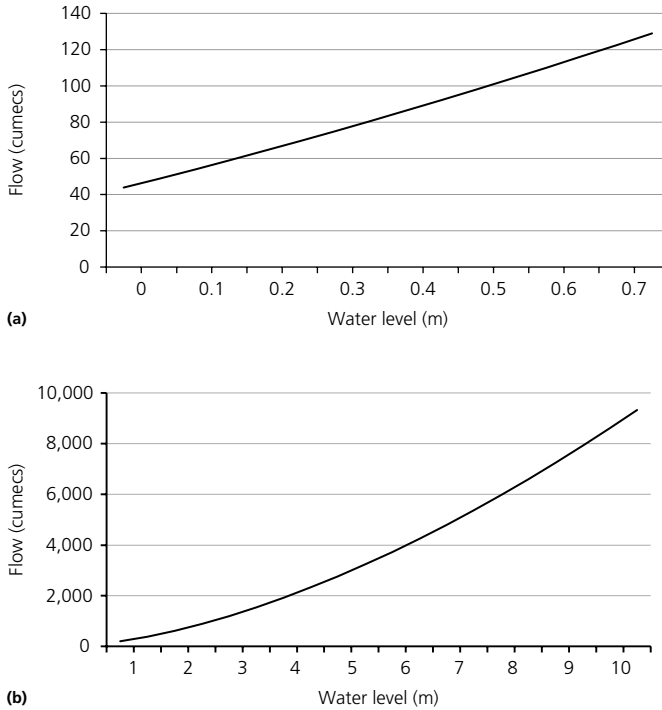 140
120
100
80
60
40
20
0
Flow (cumecs)
0 0.1 0.2 0.3 0.4 0.5 0.6 0.7
Water level (m)
(a)
10,000
8,000
6,000
4,000
2,000
0
Flow (cumecs)
1 2 3 4 5 6 7 8 9 10
Water level (m)
(b)